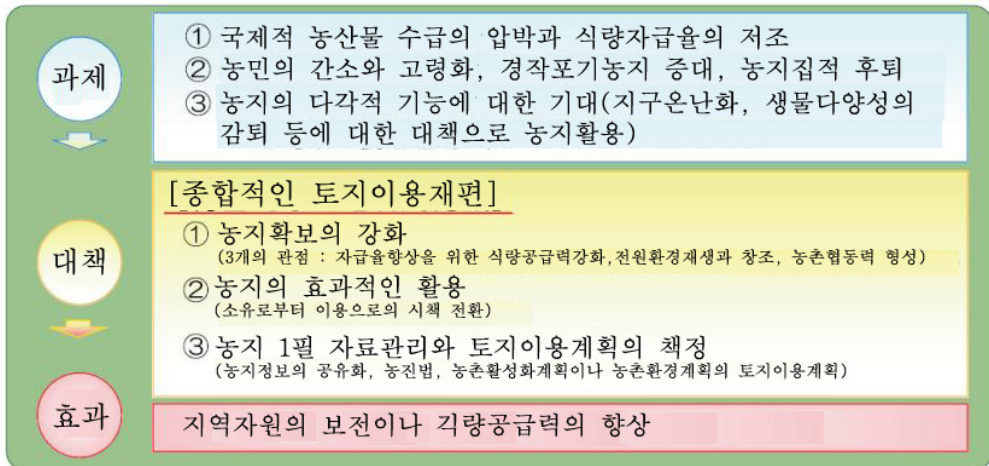 과제
① 국제적 농산물 수급의 압박과 식량자급율의 저조
② 농민의 간소와 고령화, 경작포기농지 증대, 농지집적 후퇴
③ 농지의 다각적 기능에 대한 기대(지구온난화, 생물다양성의
감퇴 등에 대한 대책으로 농지활용)
대책
[종합적인 토지이용재편]
① 농지확보의 강화
(3개의 관점 : 자급율향상을 위한 식량공급력강화,전원환경재생과 창조, 농촌협동력 형성)
② 농지의 효과적인 활용
(소유로부터 이용으로의 시책 전환)
③ 농지 1필 자료관리와 토지이용계획의 책정
(농지정보의 공유화, 농진법, 농촌활성화계획이나 농촌환경계획의 토지이용계획)
효과
지역자원의 보전이나 긱량공급력의 향상